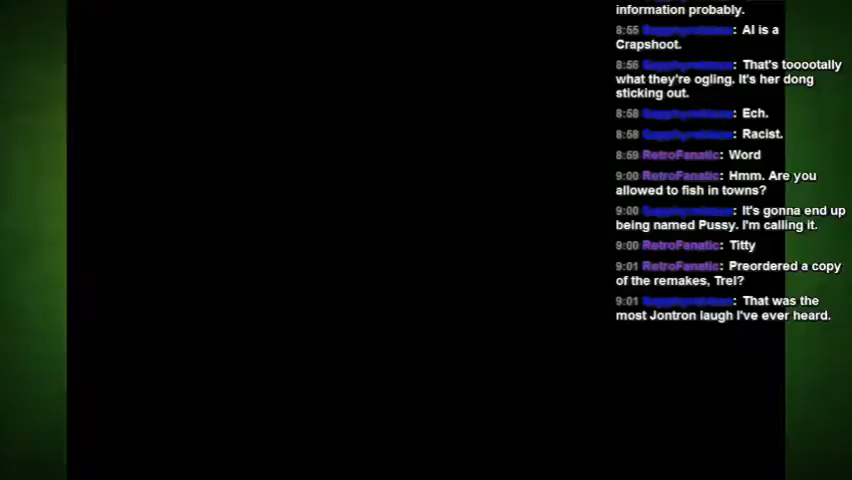 information probably.
8:55 : AI is a
Crapshoot.
8:56 : That's tooootally
what they're ogling. It's her dong
sticking out.
8:58 : Ech.
8:58 : Racist.
8:59 RetroFanatic: Word
9:00 RetroFanatic: Hmm. Are you
allowed to fish in towns?
9:00 : It's gonna end up
being named Pussy. I'm calling it.
9:00 RetroFanatic: Titty
9:01 RetroFanatic: Preordered a copy
of the remakes, Trel?
9:01 : That was the
most Jontron laugh I've ever heard.